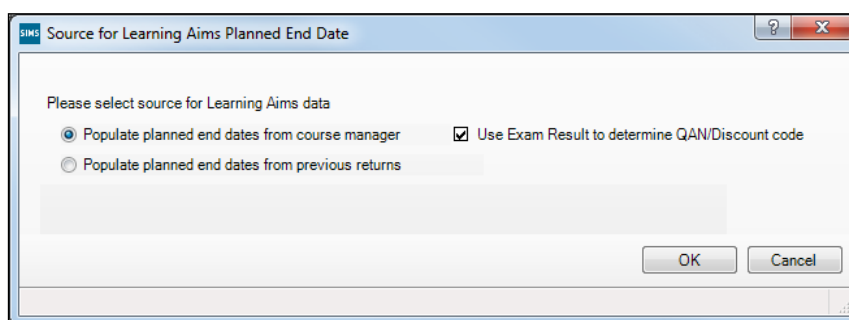 SIMS Source for Learning Aims Planned End Date
Please select source for Learning Aims data
Populate planned end dates from course manager Use Exam Result to determine QAN/Discount code
Populate planned end dates from previous returns
OK Cancel